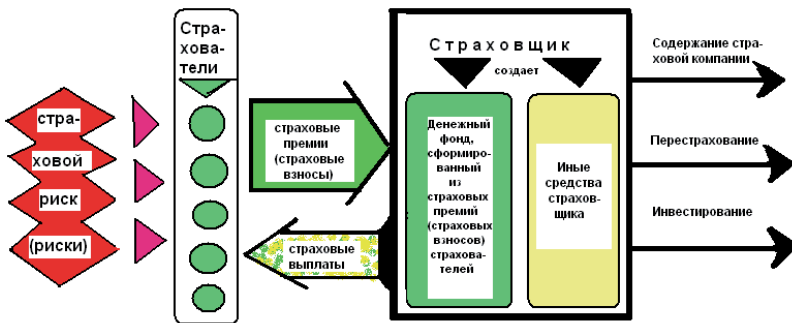 стра-
ховой
риск
(риски)
Стра-
хова-
тели
страховые
премии
(страховые
взносы)
страховые
выплаты
Страховщик
создает
Денежный
фонд,
сформиро-
ванный
из
страховых
премий
(страховых
взносов)
страхова-
телей
Иные
средства
страхов-
щика
Содержание стра-
ховой компании
Перестрахование
Инвестирование